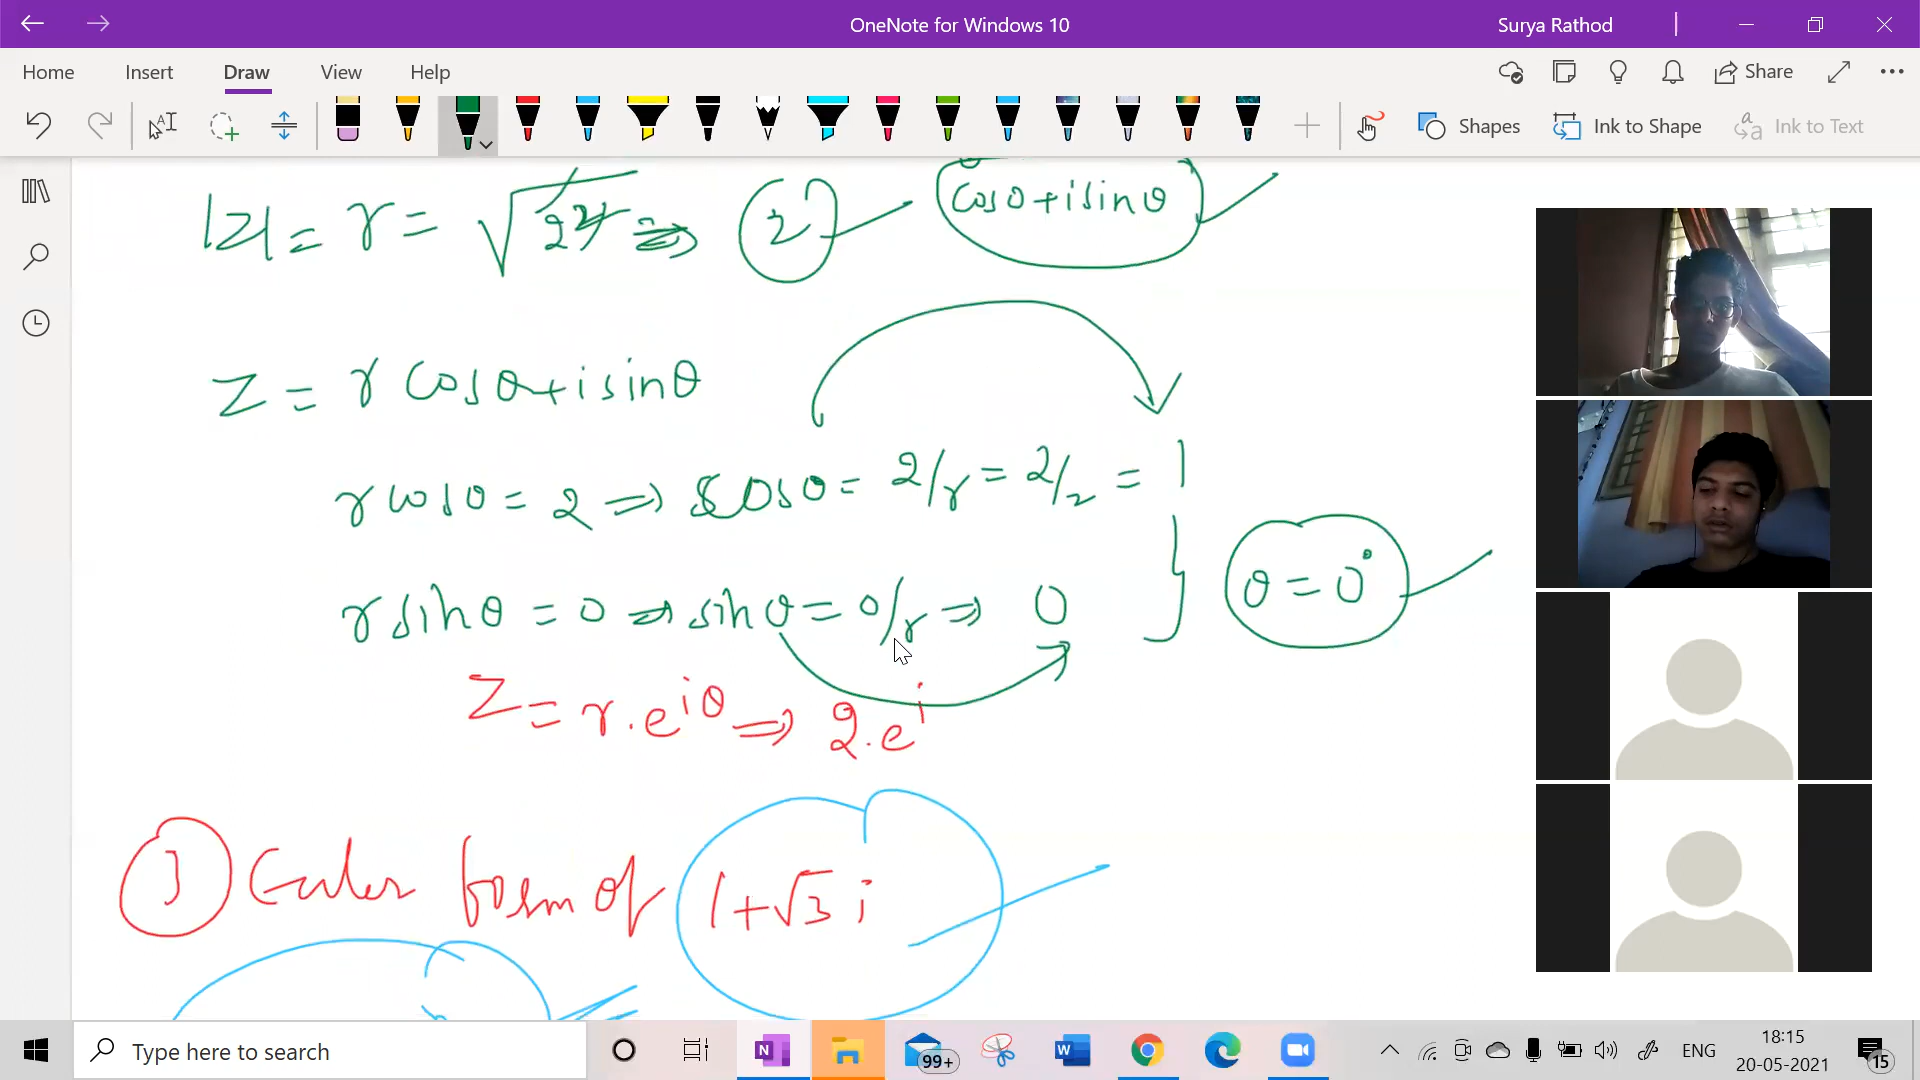 OneNote for Windows 10
Surya Rathod
Home Insert Draw View Help
Share
Shapes Ink to Shape Ink to Text
|z| = r = √2² ⇒ 2 cosθ+isinθ
Z = r cosθ+isinθ
r cosθ = 2 ⇒ cosθ = 2/r = 2/2 = 1
r sinθ = 0 ⇒ sinθ = 0/r ⇒ 0
θ = 0°
Z = r.e^iθ ⇒ 2.e^i
3 Euler form of 1+√3 i
Type here to search
99+
ENG
18:15
20-05-2021
15